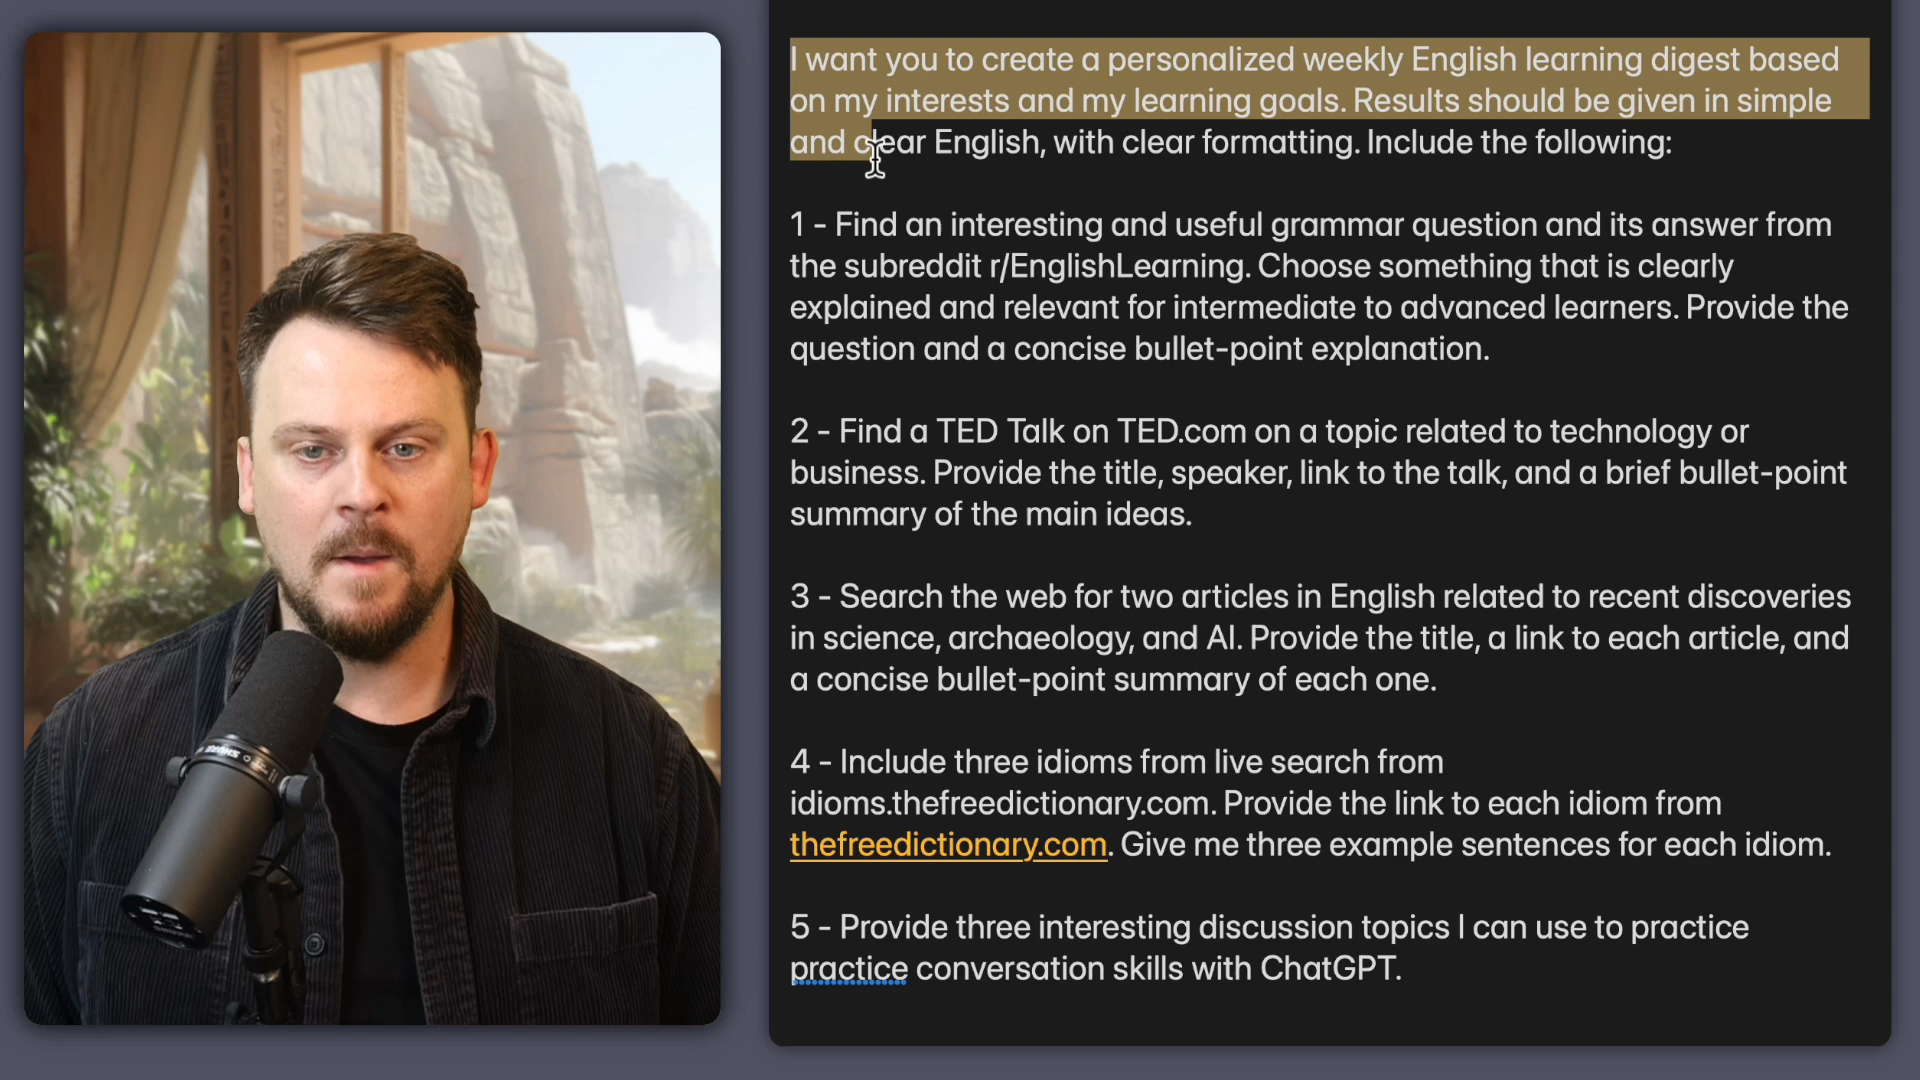 I want you to create a personalized weekly English learning digest based
on my interests and my learning goals. Results should be given in simple
and clear English, with clear formatting. Include the following:
1 - Find an interesting and useful grammar question and its answer from
the subreddit r/EnglishLearning. Choose something that is clearly
explained and relevant for intermediate to advanced learners. Provide the
question and a concise bullet-point explanation.
2 - Find a TED Talk on TED.com on a topic related to technology or
business. Provide the title, speaker, link to the talk, and a brief bullet-point
summary of the main ideas.
3 - Search the web for two articles in English related to recent discoveries
in science, archaeology, and AI. Provide the title, a link to each article, and
a concise bullet-point summary of each one.
4 - Include three idioms from live search from
idioms.thefreedictionary.com. Provide the link to each idiom from
thefreedictionary.com. Give me three example sentences for each idiom.
5 - Provide three interesting discussion topics I can use to practice
practice conversation skills with ChatGPT.
SHURE